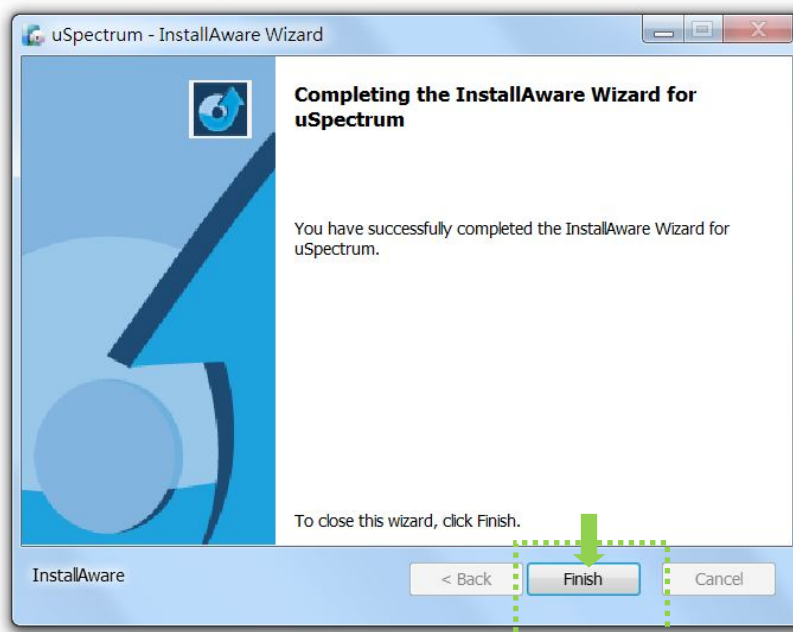 uSpectrum - InstallAware Wizard
Completing the InstallAware Wizard for
uSpectrum
You have successfully completed the InstallAware Wizard for
uSpectrum.
To close this wizard, click Finish.
InstallAware
< Back
Finish
Cancel